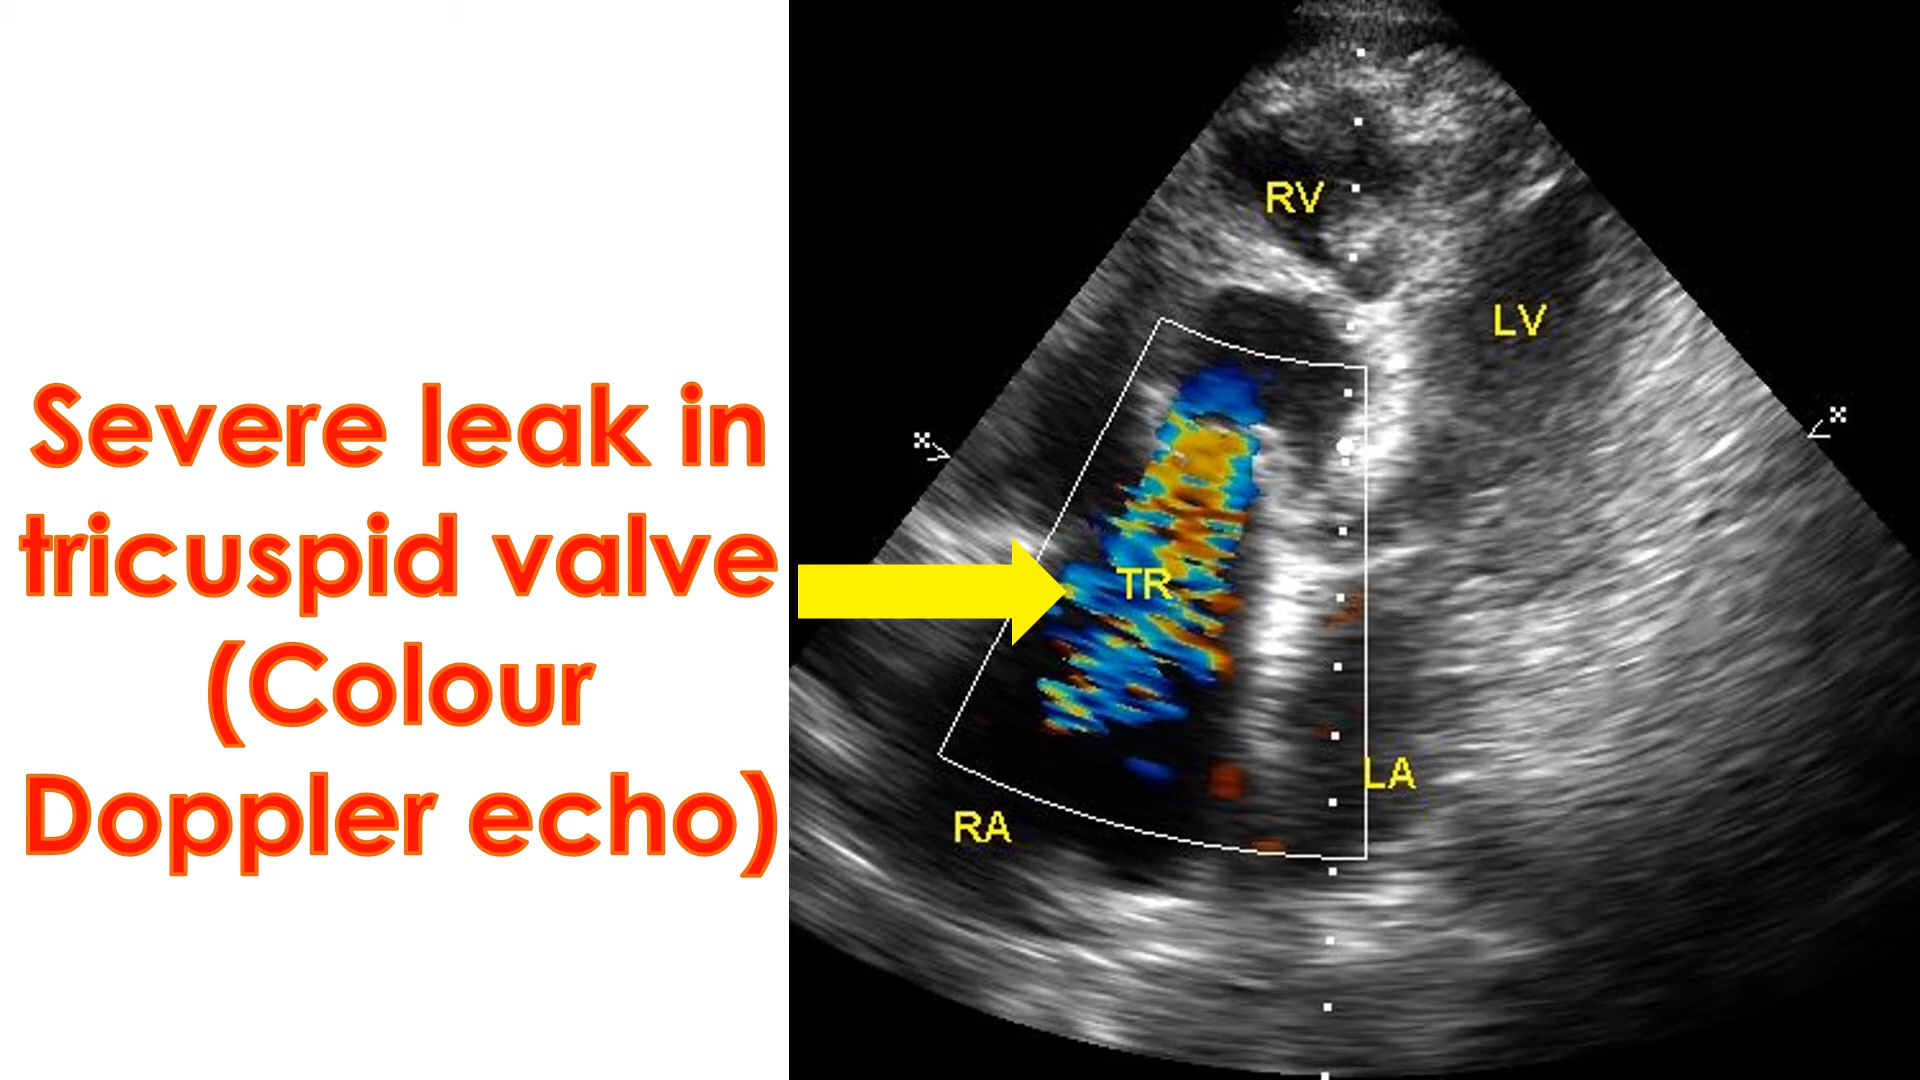 Severe leak in
tricuspid valve
(Colour
Doppler echo)
RV
LV
x
x
TR
LA
RA